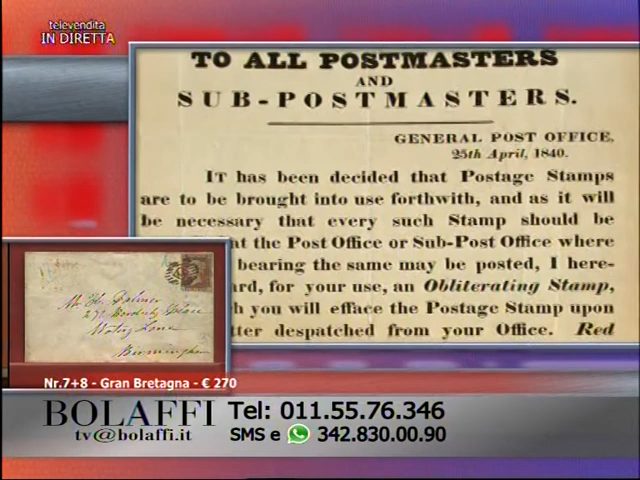 televendita
IN DIRETTA
TO ALL POSTMASTERS
AND
SUB-POSTMASTERS.
GENERAL POST OFFICE,
25th April, 1840.
IT has been decided that Postage Stamps
are to be brought into use forthwith, and as it will
be necessary that every such Stamp should be
at the Post Office or Sub-Post Office where
bearing the same may be posted, I here-
ard, for your use, an Obliterating Stamp,
h you will efface the Postage Stamp upon
tter despatched from your Office. Red
Birmingham
Nr.7+8 - Gran Bretagna - € 270
BOLAFFI
tv@bolaffi.it
Tel: 011.55.76.346
SMS e 342.830.00.90